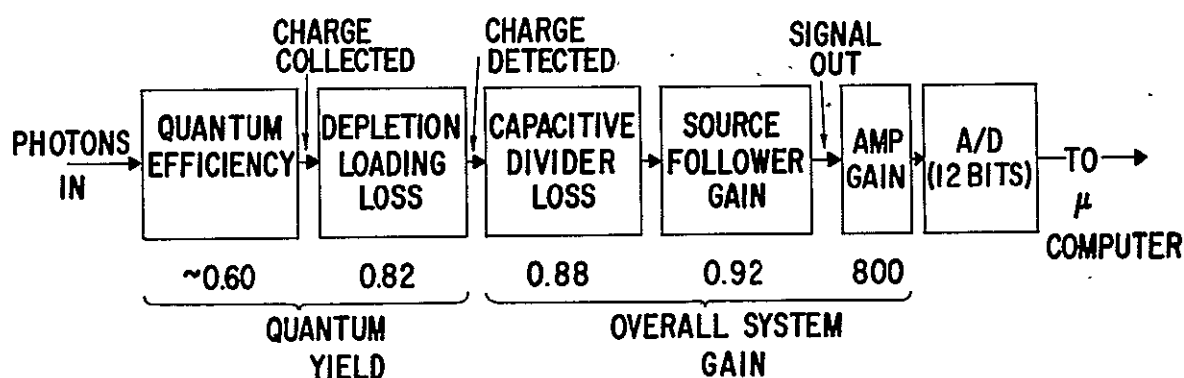 CHARGE
COLLECTED
CHARGE
DETECTED
SIGNAL
OUT
PHOTONS
IN
QUANTUM
EFFICIENCY
DEPLETION
LOADING
LOSS
CAPACITIVE
DIVIDER
LOSS
SOURCE
FOLLOWER
GAIN
AMP
GAIN
A/D
(12 BITS)
TO
μ
COMPUTER
~0.60
0.82
0.88
0.92
800
QUANTUM
YIELD
OVERALL SYSTEM
GAIN